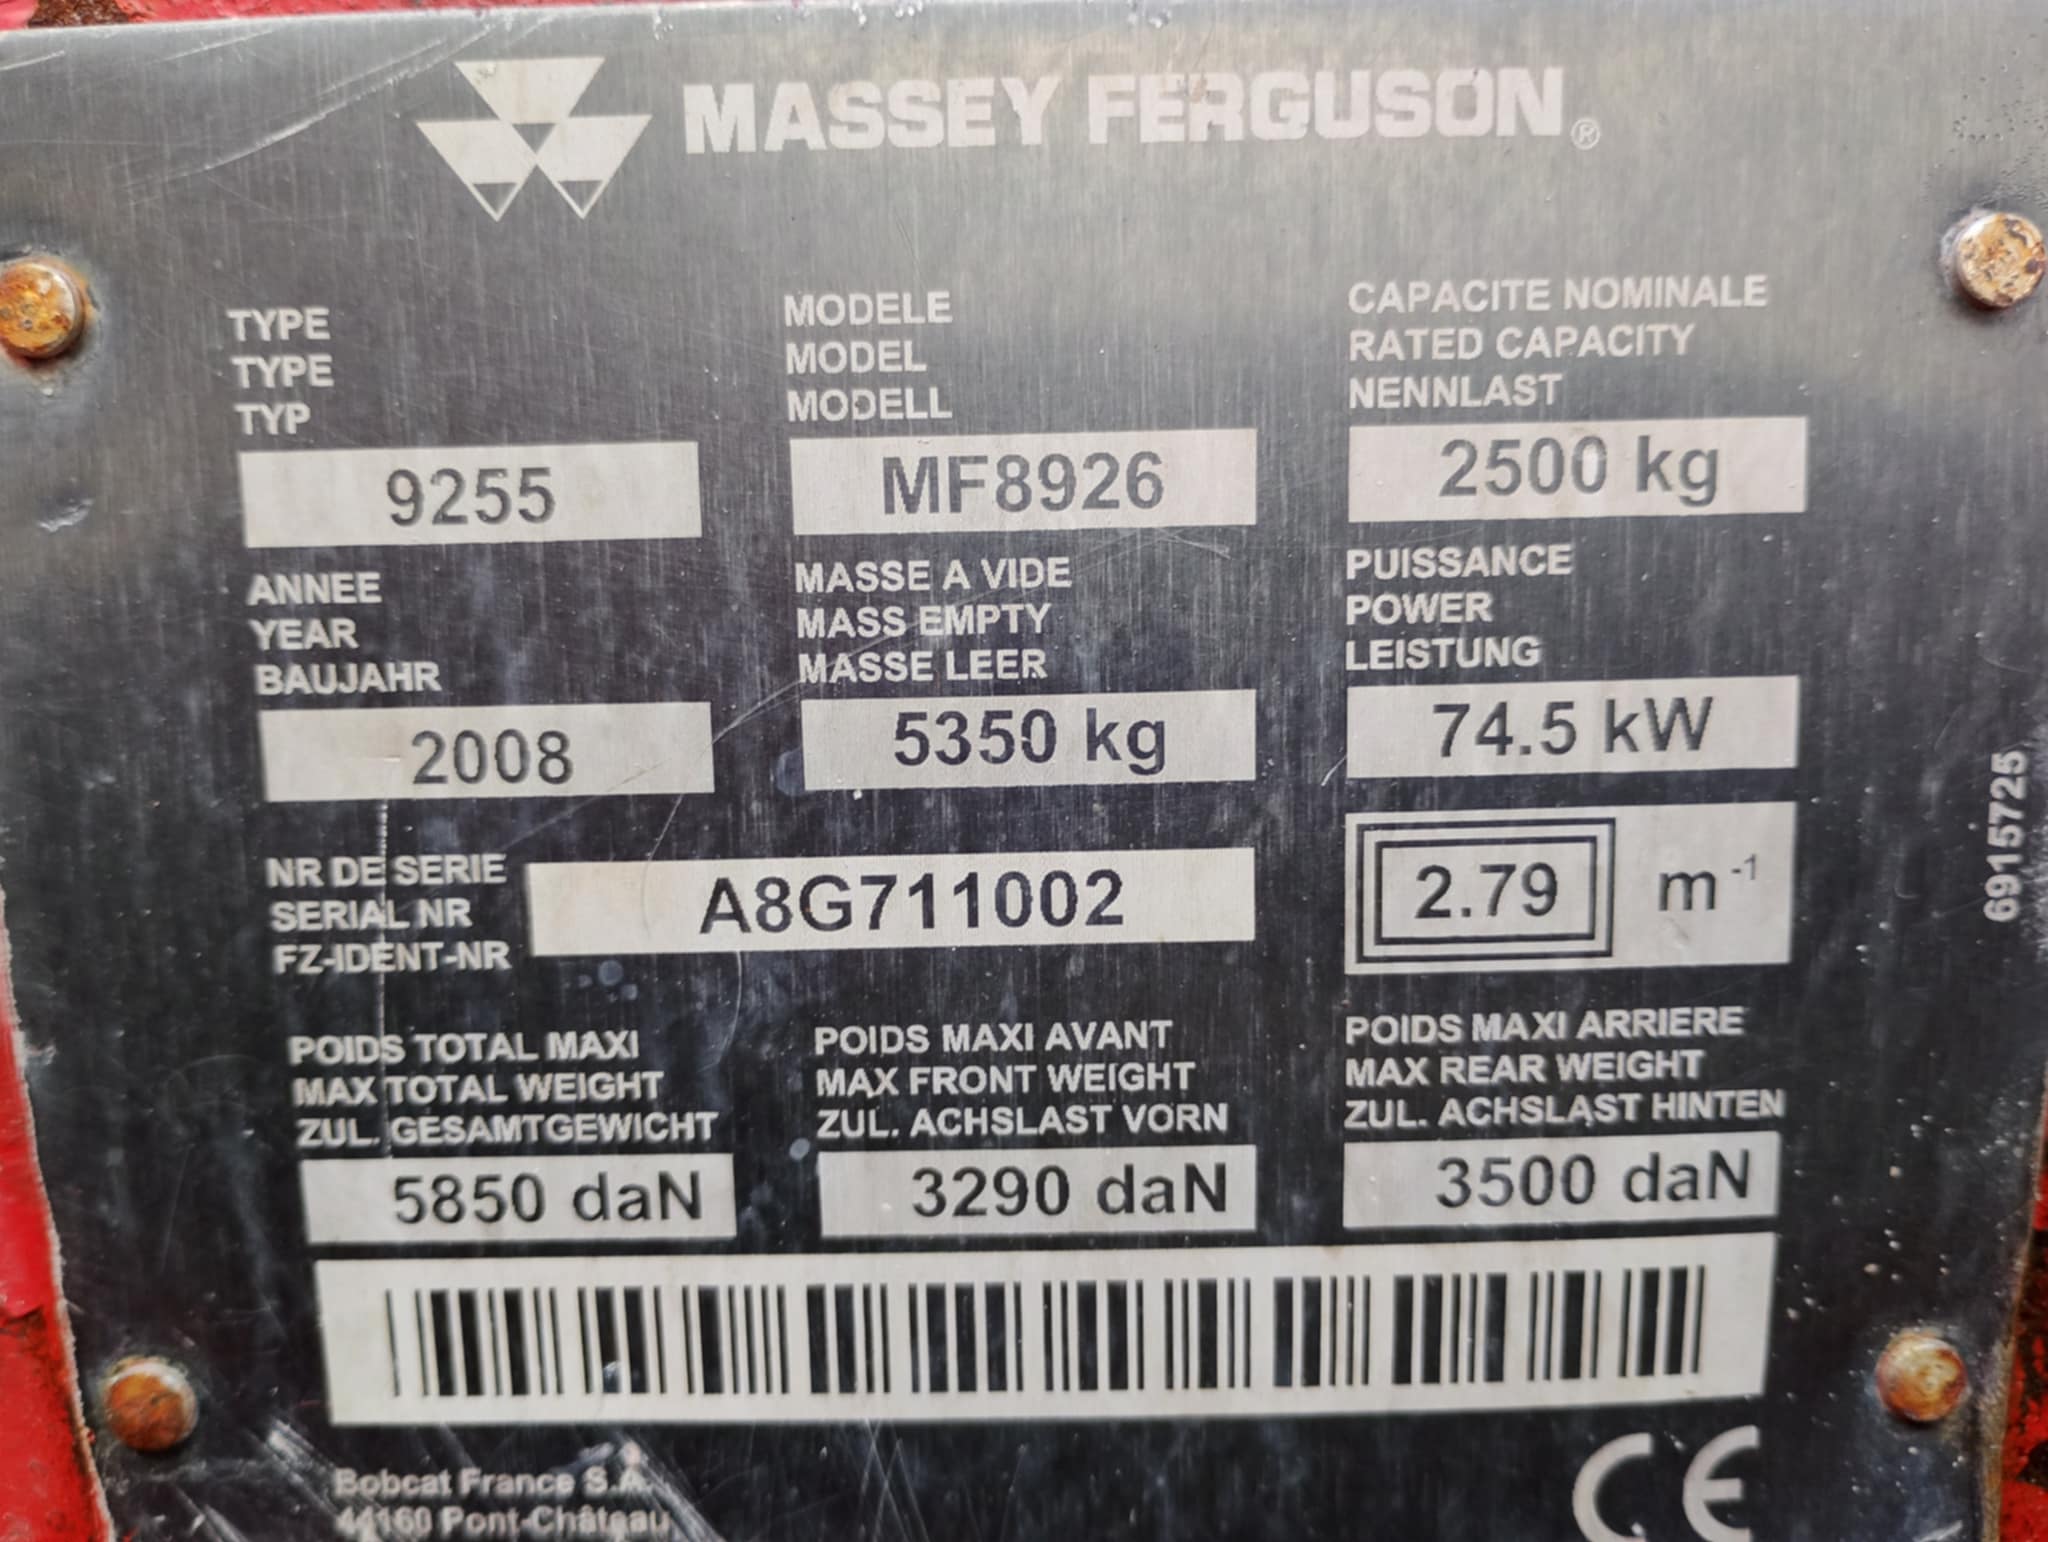 MASSEY FERGUSON®
TYPE
TYPE
TYP
9255
MODELE
MODEL
MODELL
MF8926
CAPACITE NOMINALE
RATED CAPACITY
NENNLAST
2500 kg
ANNEE
YEAR
BAUJAHR
2008
MASSE A VIDE
MASS EMPTY
MASSE LEER
5350 kg
PUISSANCE
POWER
LEISTUNG
74.5 kW
NR DE SERIE
SERIAL NR
FZ-IDENT-NR
A8G711002
2.79 m⁻¹
6915725
POIDS TOTAL MAXI
MAX TOTAL WEIGHT
ZUL. GESAMTGEWICHT
5850 daN
POIDS MAXI AVANT
MAX FRONT WEIGHT
ZUL. ACHSLAST VORN
3290 daN
POIDS MAXI ARRIERE
MAX REAR WEIGHT
ZUL. ACHSLAST HINTEN
3500 daN
Bobcat France S.A.
44160 Pont-Château
CE